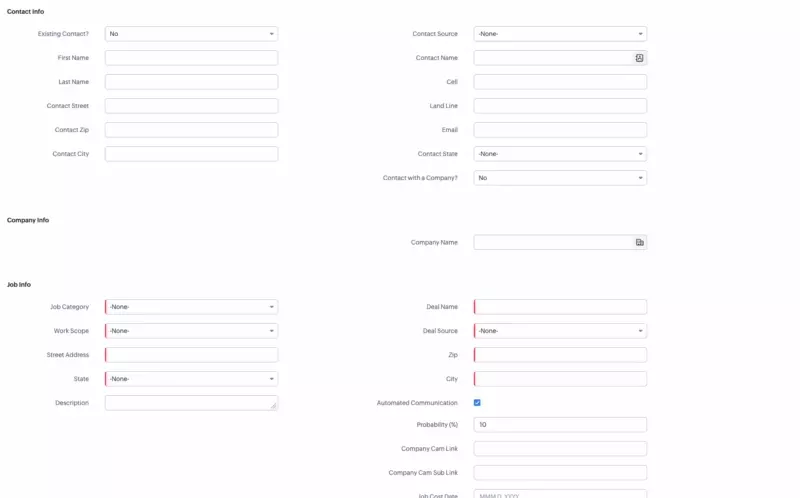 Contact Info
Existing Contact? No Contact Source -None-
First Name Contact Name
Last Name Cell
Contact Street Land Line
Contact Zip Email
Contact City Contact State -None-
Contact with a Company? No
Company Info
Company Name
Job Info
Job Category -None- Deal Name
Work Scope -None- Deal Source -None-
Street Address Zip
State -None- City
Description Automated Communication
Probability (%) 10
Company Cam Link
Company Cam Sub Link
Job Cost Date MMM D, YYYY